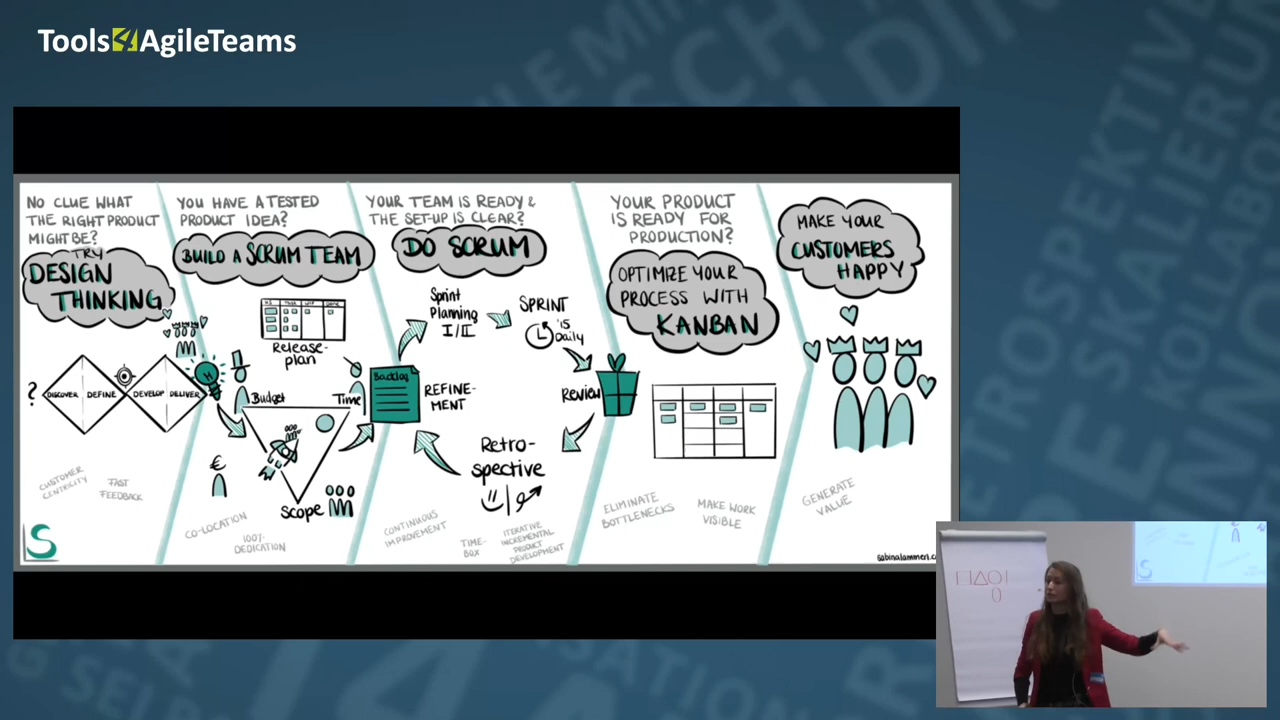 Tools4AgileTeams
NO CLUE WHAT
THE RIGHT PRODUCT
MIGHT BE?
TRY
DESIGN
THINKING
?
DISCOVER
DEFINE
DEVELOP
DELIVER
CUSTOMER
CENTRICITY
FAST
FEEDBACK
S
YOU HAVE A TESTED
PRODUCT IDEA?
BUILD A SCRUM TEAM
Release-
plan
Budget
Time
€
Scope
CO-LOCATION
100%
DEDICATION
YOUR TEAM IS READY &
THE SET-UP IS CLEAR?
DO SCRUM
Sprint
Planning
I/II
SPRINT
'15
Daily
Backlog
REFINE-
MENT
Review
Retro-
spective
CONTINUOUS
IMPROVEMENT
TIME-
BOX
ITERATIVE
INCREMENTAL
PRODUCT
DEVELOPMENT
YOUR PRODUCT
IS READY FOR
PRODUCTION?
OPTIMIZE YOUR
PROCESS WITH
KANBAN
ELIMINATE
BOTTLENECKS
MAKE WORK
VISIBLE
MAKE YOUR
CUSTOMERS
HAPPY
GENERATE
VALUE